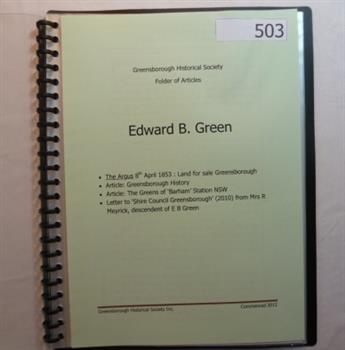 503
Greensborough Historical Society
Folder of Articles
Edward B. Green
• The Argus 8th April 1853 : Land for sale Greensborough
• Article: Greensborough History
• Article: The Greens of 'Barham' Station NSW
• Letter to 'Shire Council Greensborough' (2010) from Mrs R
Meyrick, descendent of E B Green
Greensborough Historical Society Inc.
Commenced 2012